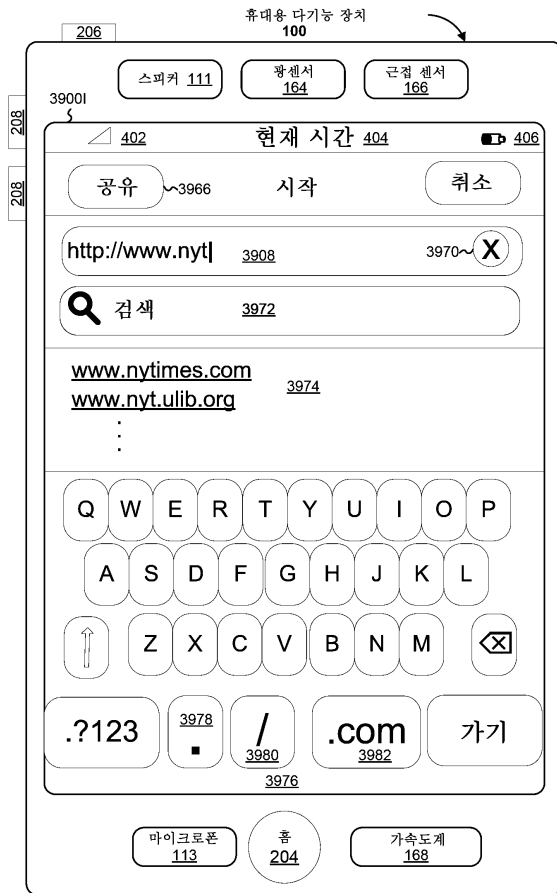 휴대용 다기능 장치
100
206
스피커 111
광센서
164
근접 센서
166
3900I
208
208
402
현재 시간 404
406
공유
3966
시작
취소
http://www.nyt
3908
3970
X
검색
3972
www.nytimes.com
www.nyt.ulib.org
3974
Q W E R T Y U I O P
A S D F G H J K L
Z X C V B N M
.?123
3978
.
/
3980
.com
3982
가기
3976
마이크로폰
113
홈
204
가속도계
168